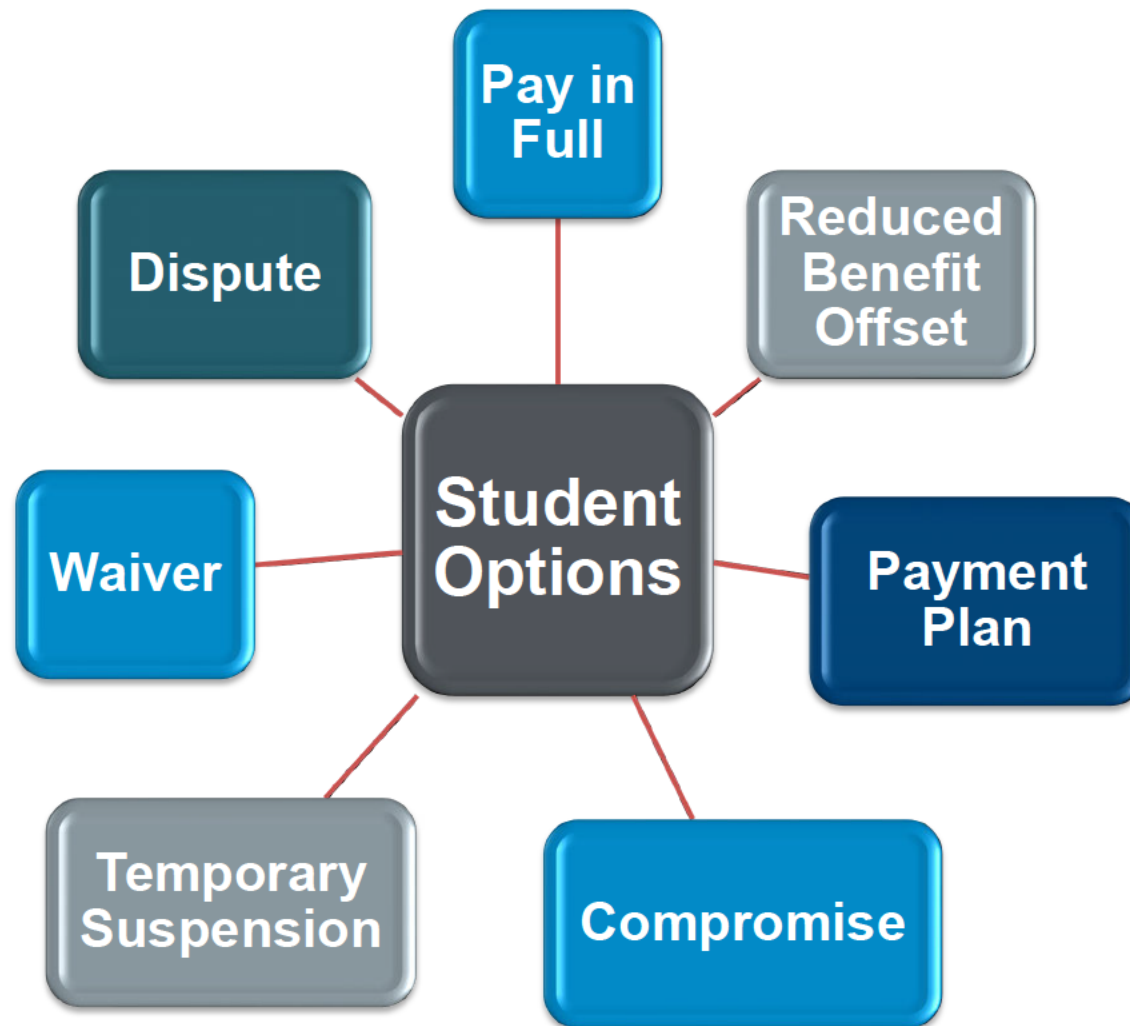 Pay in
Full
Reduced
Benefit
Offset
Dispute
Student
Options
Payment
Plan
Waiver
Temporary
Suspension
Compromise